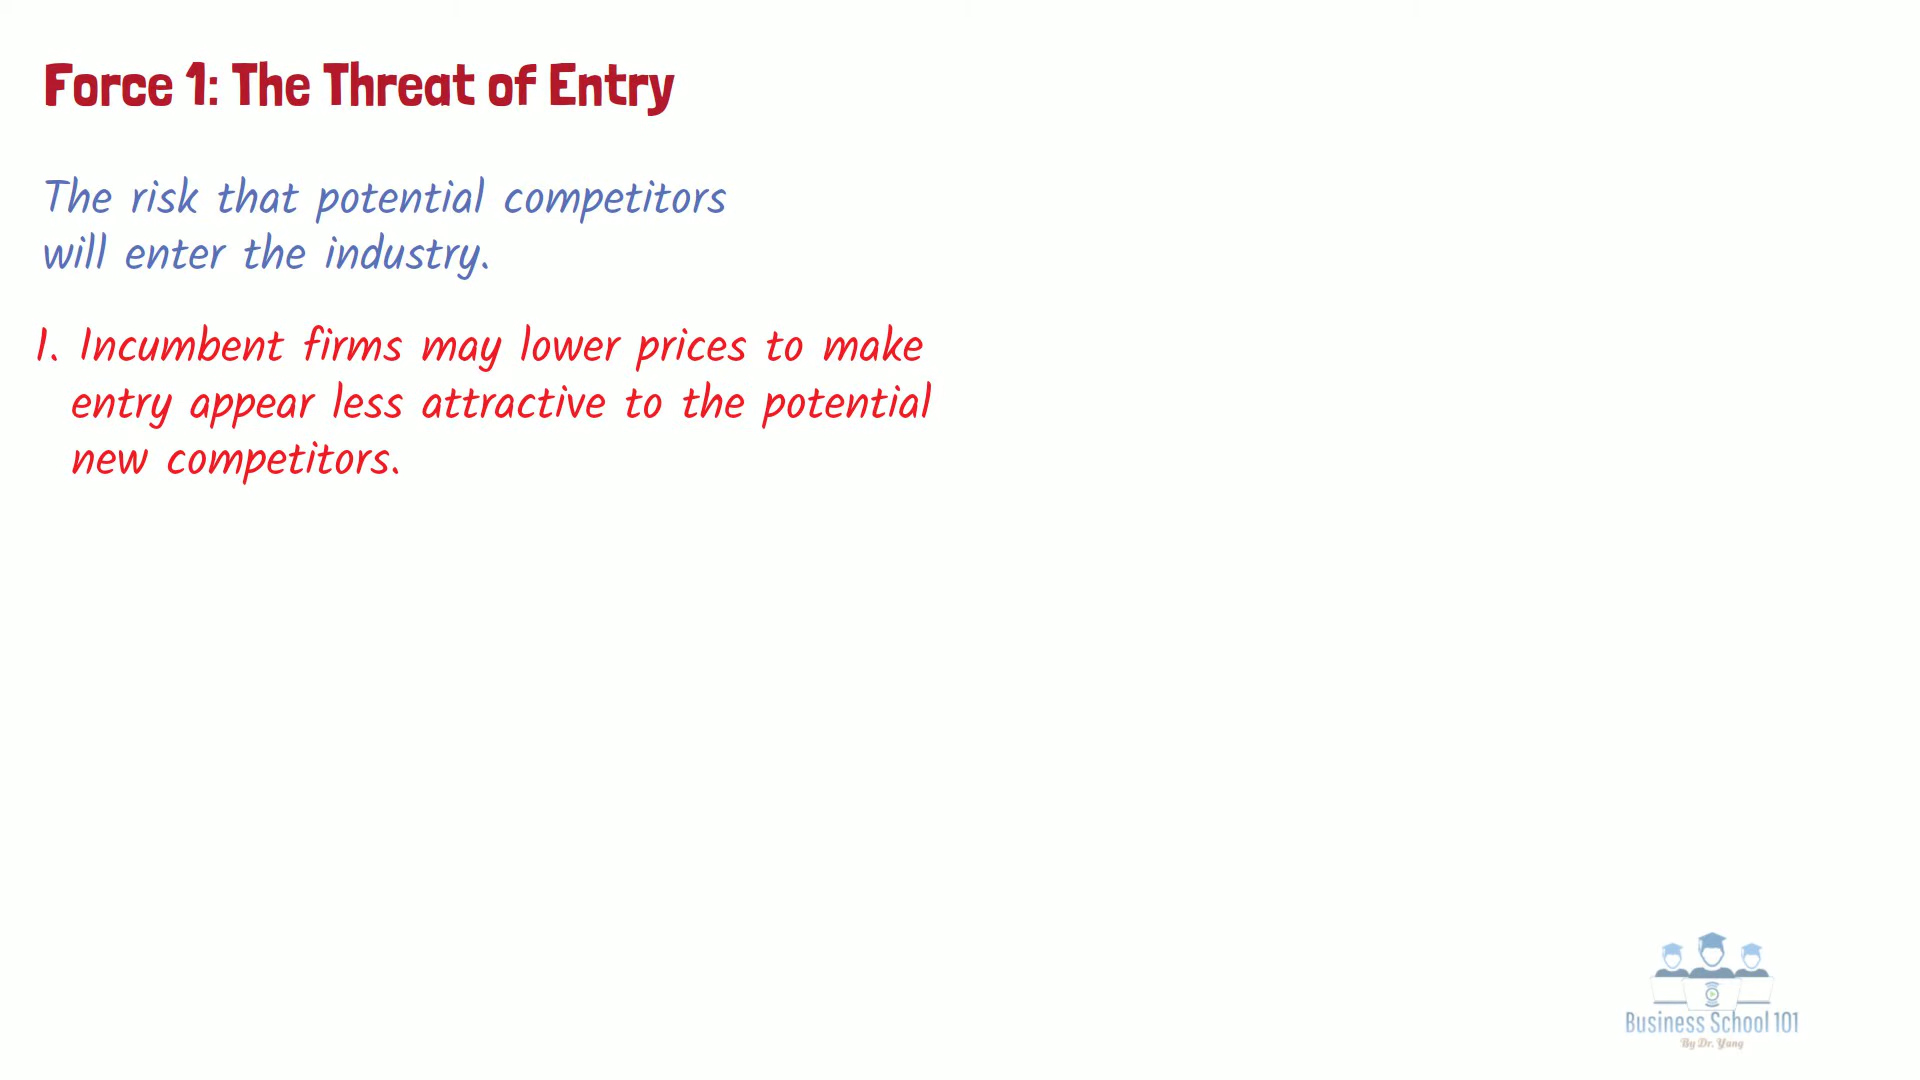 Force 1: The Threat of Entry
The risk that potential competitors
will enter the industry.
1. Incumbent firms may lower prices to make
entry appear less attractive to the potential
new competitors.
Business School 101
By Dr. Yang